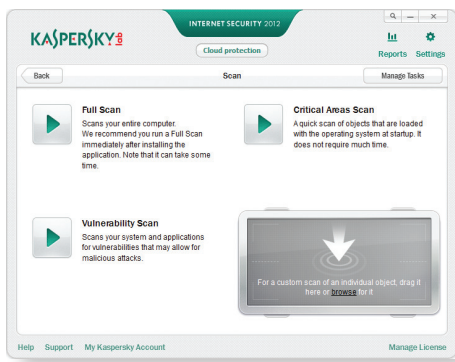 KASPERSKY lab
INTERNET SECURITY 2012
Cloud protection
Reports Settings
Back
Scan
Manage Tasks
Full Scan
Scans your entire computer.
We recommend you run a Full Scan
immediately after installing the
application. Note that it can take some
time.
Critical Areas Scan
A quick scan of objects that are loaded
with the operating system at startup. It
does not require much time.
Vulnerability Scan
Scans your system and applications
for vulnerabilities that may allow for
malicious attacks.
For a custom scan of an individual object, drag it
here or browse for it
Help Support My Kaspersky Account
Manage License